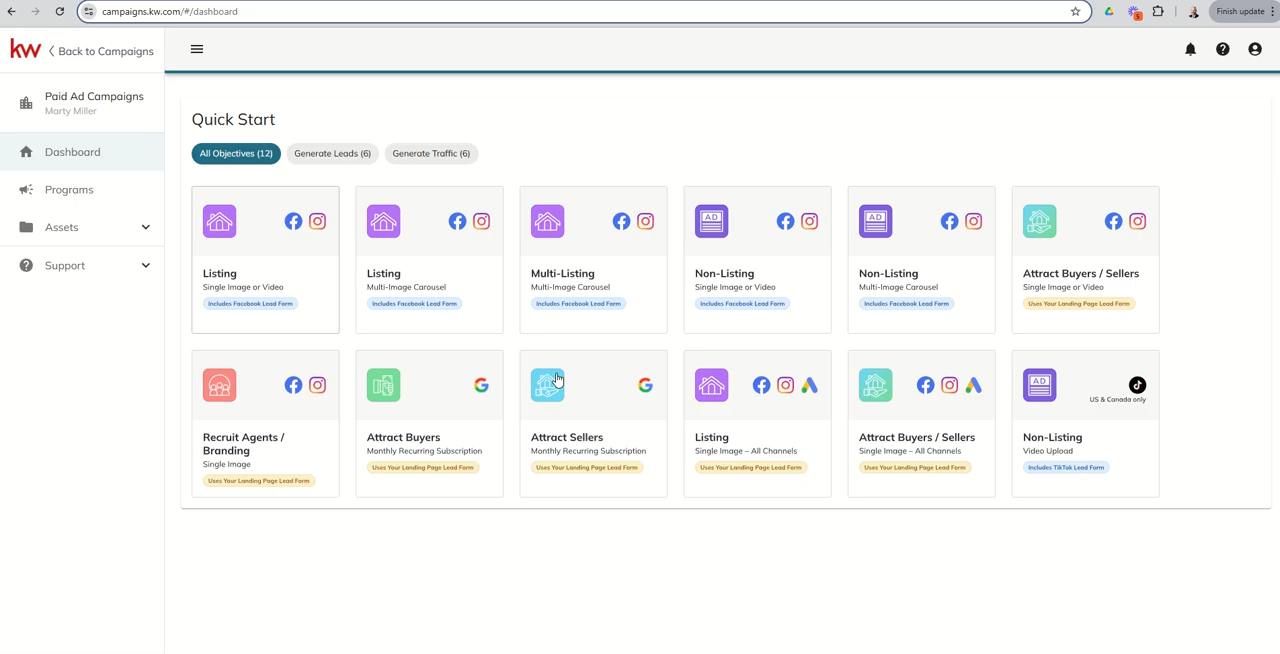 campaigns.kw.com/#/dashboard
Finish update
kw
Back to Campaigns
Paid Ad Campaigns
Marty Miller
Dashboard
Programs
Assets
Support
Quick Start
All Objectives (12)
Generate Leads (6)
Generate Traffic (6)
Listing
Single Image or Video
Includes Facebook Lead Form
Listing
Multi-Image Carousel
Includes Facebook Lead Form
Multi-Listing
Multi-Image Carousel
Includes Facebook Lead Form
AD
Non-Listing
Single Image or Video
Includes Facebook Lead Form
AD
Non-Listing
Multi-Image Carousel
Includes Facebook Lead Form
Attract Buyers / Sellers
Single Image or Video
Uses Your Landing Page Lead Form
Recruit Agents /
Branding
Single Image
Uses Your Landing Page Lead Form
Attract Buyers
Monthly Recurring Subscription
Uses Your Landing Page Lead Form
Attract Sellers
Monthly Recurring Subscription
Uses Your Landing Page Lead Form
Listing
Single Image – All Channels
Uses Your Landing Page Lead Form
Attract Buyers / Sellers
Single Image – All Channels
Uses Your Landing Page Lead Form
AD
US & Canada only
Non-Listing
Video Upload
Includes TikTok Lead Form